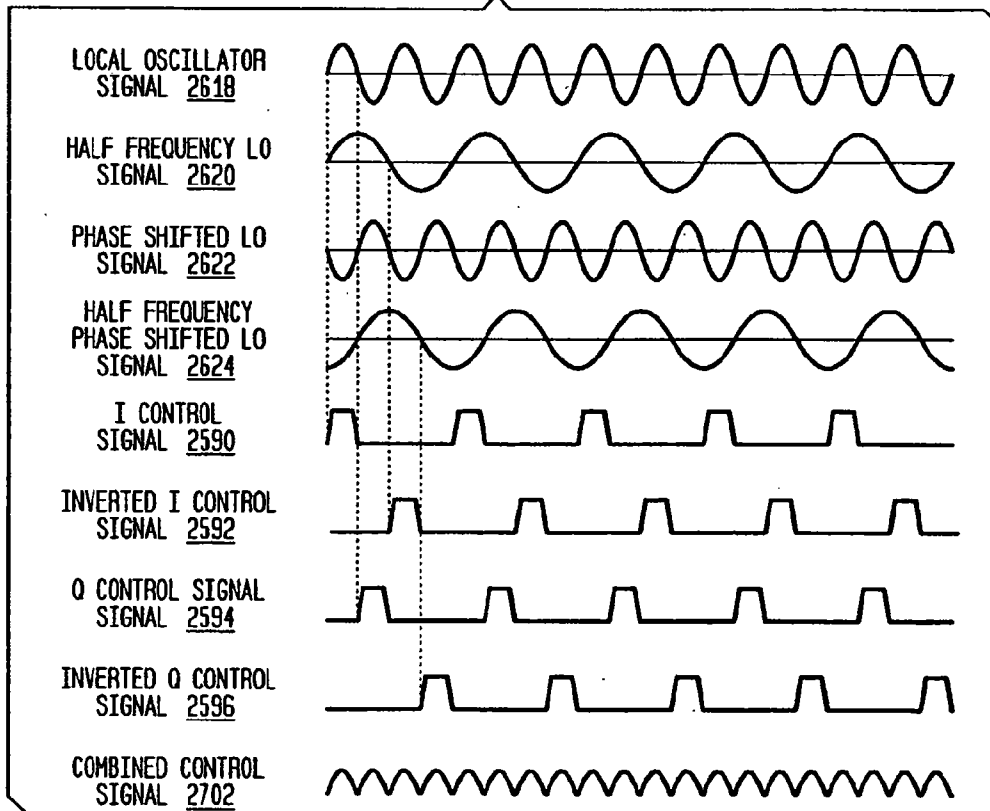 LOCAL OSCILLATOR
SIGNAL 2618
HALF FREQUENCY LO
SIGNAL 2620
PHASE SHIFTED LO
SIGNAL 2622
HALF FREQUENCY
PHASE SHIFTED LO
SIGNAL 2624
I CONTROL
SIGNAL 2590
INVERTED I CONTROL
SIGNAL 2592
Q CONTROL SIGNAL
SIGNAL 2594
INVERTED Q CONTROL
SIGNAL 2596
COMBINED CONTROL
SIGNAL 2702